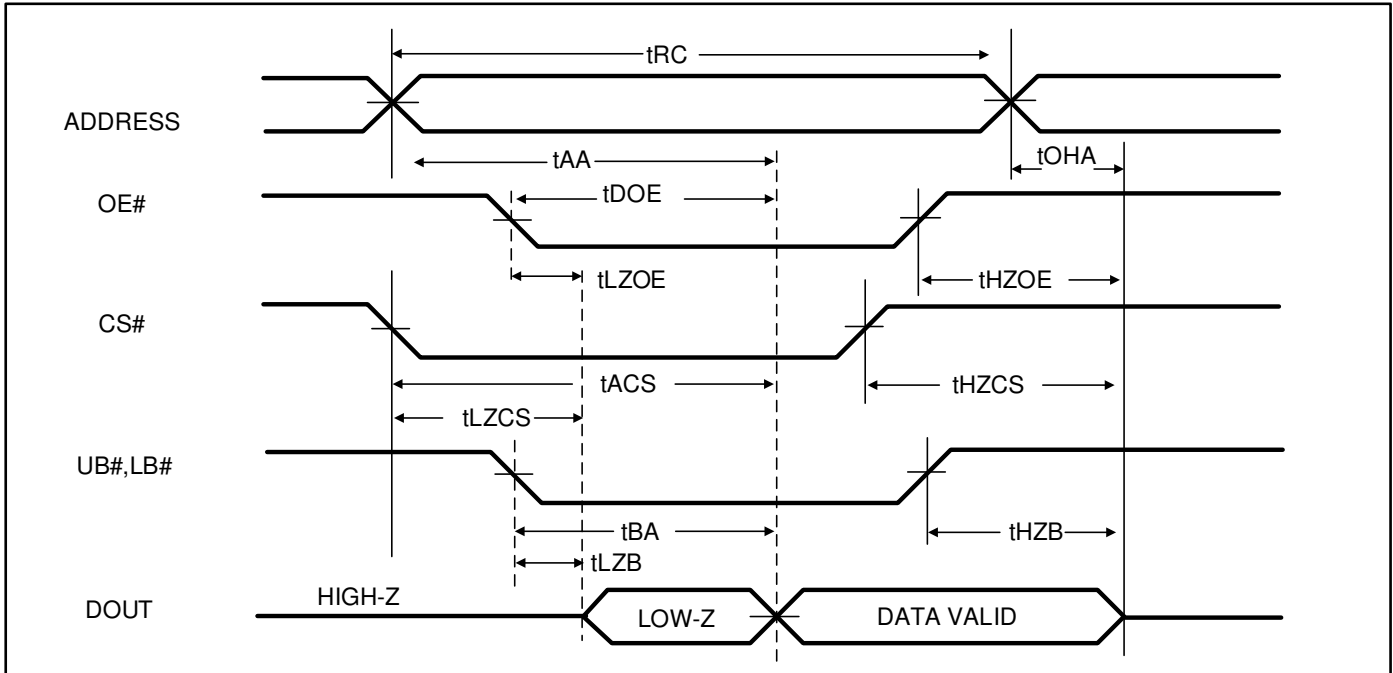 tRC
ADDRESS
tAA
tOHA
OE#
tDOE
tLZOE
tHZOE
CS#
tACS
tHZCS
tLZCS
UB#,LB#
tBA
tHZB
tLZB
HIGH-Z
DOUT
LOW-Z
DATA VALID